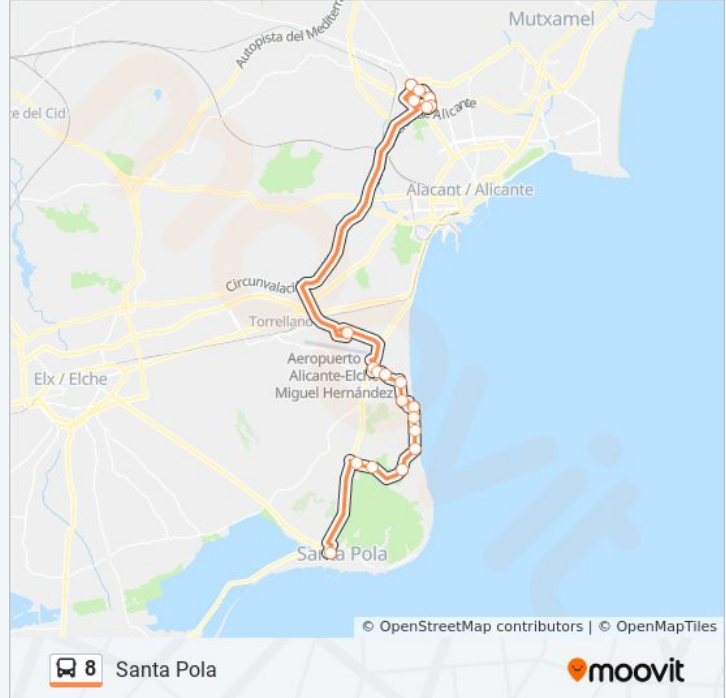 Mutxamel
Autopista del Mediterr
e del Cid
de Alicante
Alacant / Alicante
Circunvalaci
Torrellano
Aeropuerto
Alicante-Elche
Miguel Hernández
Elx / Elche
Santa Pola
© OpenStreetMap contributors | © OpenMapTiles
8 Santa Pola
moovit